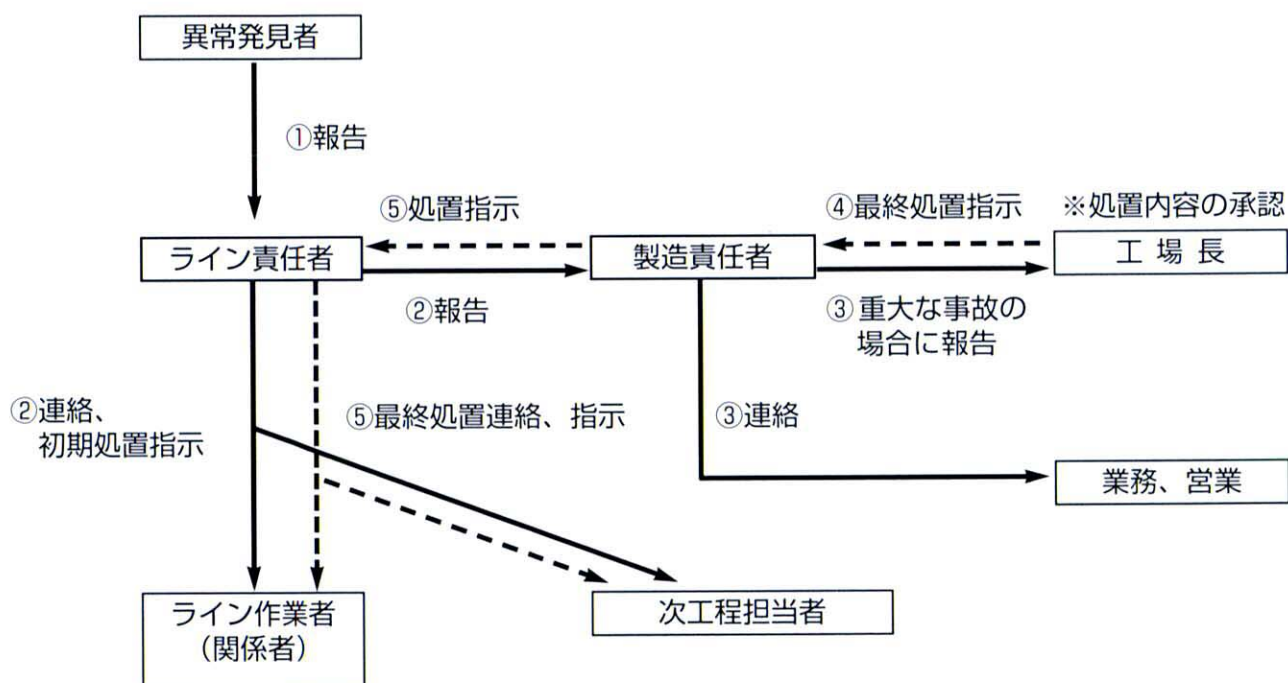 異常発見者
①報告
⑤処置指示
④最終処置指示
※処置内容の承認
ライン責任者
製造責任者
工 場 長
②報告
③重大な事故の
場合に報告
②連絡、
初期処置指示
⑤最終処置連絡、指示
③連絡
業務、営業
ライン作業者
（関係者）
次工程担当者